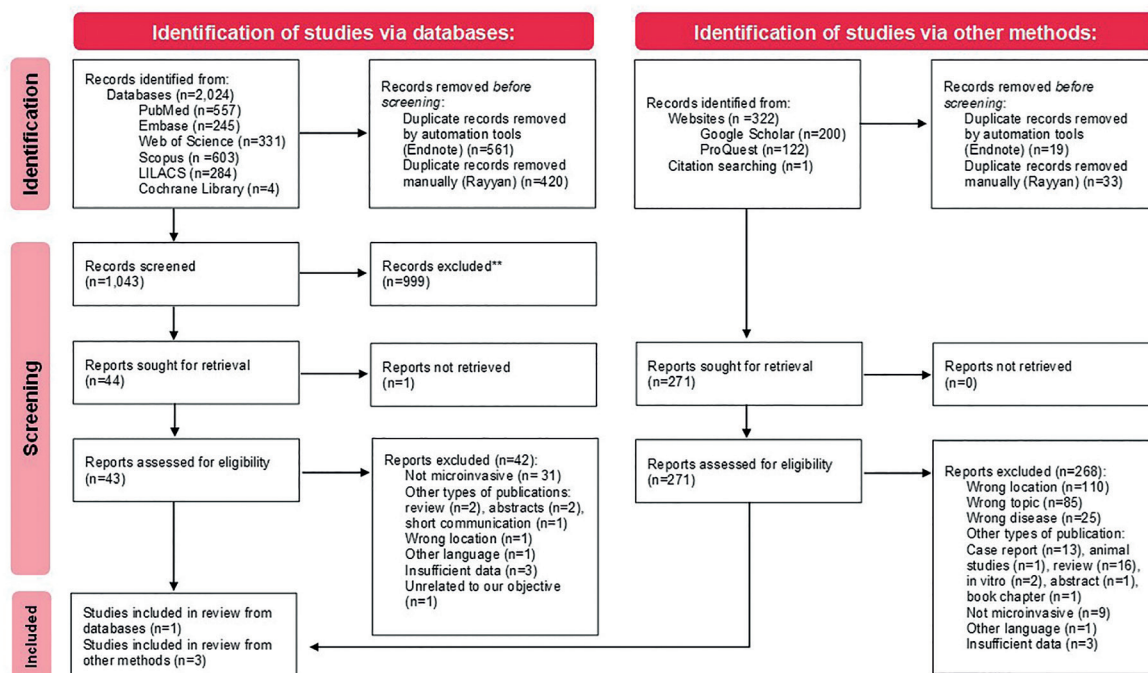 Identification of studies via databases:
Identification of studies via other methods:
Identification
Records identified from:
Databases (n=2,024)
PubMed (n=557)
Embase (n=245)
Web of Science (n=331)
Scopus (n =603)
LILACS (n=284)
Cochrane Library (n=4)
Records removed before
screening:
Duplicate records removed
by automation tools
(Endnote) (n=561)
Duplicate records removed
manually (Rayyan) (n=420)
Records identified from:
Websites (n =322)
Google Scholar (n=200)
ProQuest (n=122)
Citation searching (n=1)
Records removed before
screening:
Duplicate records removed
by automation tools
(Endnote) (n=19)
Duplicate records removed
manually (Rayyan) (n=33)
Screening
Records screened
(n=1,043)
Records excluded**
(n=999)
Reports sought for retrieval
(n=44)
Reports not retrieved
(n=1)
Reports sought for retrieval
(n=271)
Reports not retrieved
(n=0)
Reports assessed for eligibility
(n=43)
Reports excluded (n=42):
Not microinvasive (n= 31)
Other types of publications:
review (n=2), abstracts (n=2),
short communication (n=1)
Wrong location (n=1)
Other language (n=1)
Insufficient data (n=3)
Unrelated to our objective
(n=1)
Reports assessed for eligibility
(n=271)
Reports excluded (n=268):
Wrong location (n=110)
Wrong topic (n=85)
Wrong disease (n=25)
Other types of publication:
Case report (n=13), animal
studies (n=1), review (n=16),
in vitro (n=2), abstract (n=1),
book chapter (n=1)
Not microinvasive (n=9)
Other language (n=1)
Insufficient data (n=3)
Included
Studies included in review from
databases (n=1)
Studies included in review from
other methods (n=3)